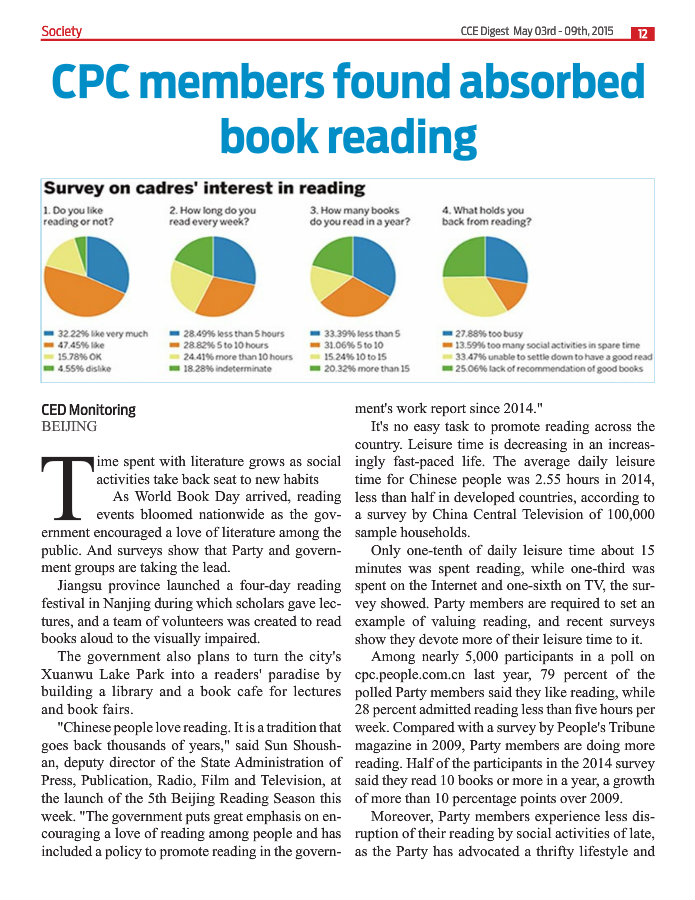 Society
CCE Digest May 03rd - 09th, 2015
12
CPC members found absorbed
book reading
Survey on cadres' interest in reading
1. Do you like
reading or not?
32.22% like very much
47.45% like
15.78% OK
4.55% dislike
2. How long do you
read every week?
28.49% less than 5 hours
28.82% 5 to 10 hours
24.41% more than 10 hours
18.28% indeterminate
3. How many books
do you read in a year?
33.39% less than 5
31.06% 5 to 10
15.24% 10 to 15
20.32% more than 15
4. What holds you
back from reading?
27.88% too busy
13.59% too many social activities in spare time
33.47% unable to settle down to have a good read
25.06% lack of recommendation of good books
CED Monitoring
BEIJING
Time spent with literature grows as social
activities take back seat to new habits
As World Book Day arrived, reading
events bloomed nationwide as the gov-
ernment encouraged a love of literature among the
public. And surveys show that Party and govern-
ment groups are taking the lead.
Jiangsu province launched a four-day reading
festival in Nanjing during which scholars gave lec-
tures, and a team of volunteers was created to read
books aloud to the visually impaired.
The government also plans to turn the city's
Xuanwu Lake Park into a readers' paradise by
building a library and a book cafe for lectures
and book fairs.
"Chinese people love reading. It is a tradition that
goes back thousands of years," said Sun Shoush-
an, deputy director of the State Administration of
Press, Publication, Radio, Film and Television, at
the launch of the 5th Beijing Reading Season this
week. "The government puts great emphasis on en-
couraging a love of reading among people and has
included a policy to promote reading in the govern-
ment's work report since 2014."
It's no easy task to promote reading across the
country. Leisure time is decreasing in an increas-
ingly fast-paced life. The average daily leisure
time for Chinese people was 2.55 hours in 2014,
less than half in developed countries, according to
a survey by China Central Television of 100,000
sample households.
Only one-tenth of daily leisure time about 15
minutes was spent reading, while one-third was
spent on the Internet and one-sixth on TV, the sur-
vey showed. Party members are required to set an
example of valuing reading, and recent surveys
show they devote more of their leisure time to it.
Among nearly 5,000 participants in a poll on
cpc.people.com.cn last year, 79 percent of the
polled Party members said they like reading, while
28 percent admitted reading less than five hours per
week. Compared with a survey by People's Tribune
magazine in 2009, Party members are doing more
reading. Half of the participants in the 2014 survey
said they read 10 books or more in a year, a growth
of more than 10 percentage points over 2009.
Moreover, Party members experience less dis-
ruption of their reading by social activities of late,
as the Party has advocated a thrifty lifestyle and